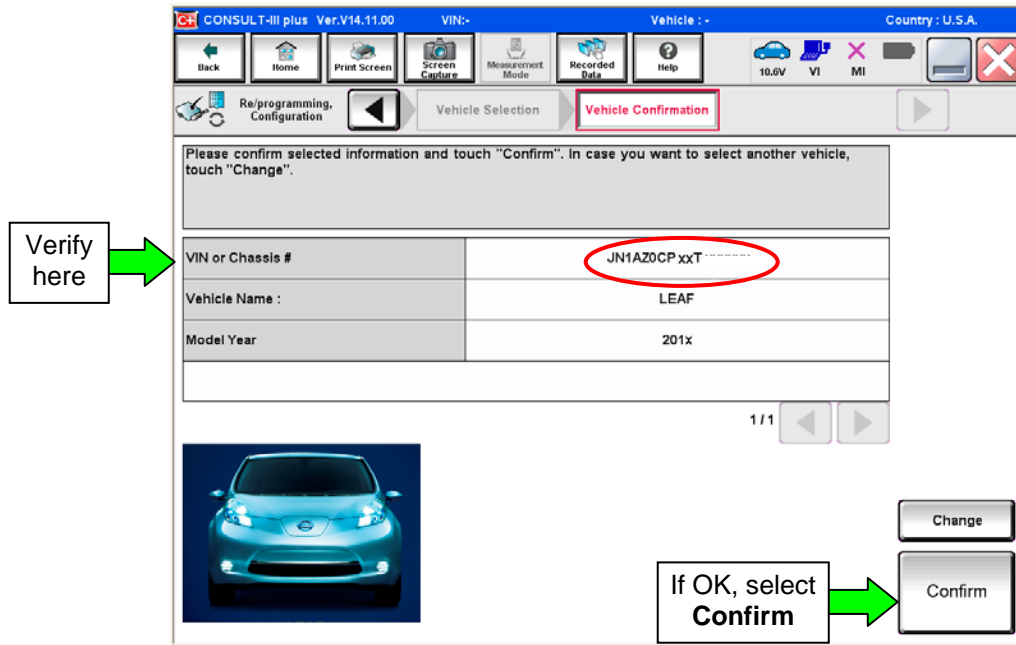 CONSULT-III plus Ver.V14.11.00 VIN:- Vehicle : - Country : U.S.A.
Back Home Print Screen Screen Capture Measurement Mode Recorded Data Help 10.6V VI MI
Re/programming, Configuration Vehicle Selection Vehicle Confirmation
Please confirm selected information and touch "Confirm". In case you want to select another vehicle,
touch "Change".
Verify
here
VIN or Chassis # JN1AZ0CP xxT
Vehicle Name : LEAF
Model Year 201x
1/1
Change
If OK, select
Confirm
Confirm